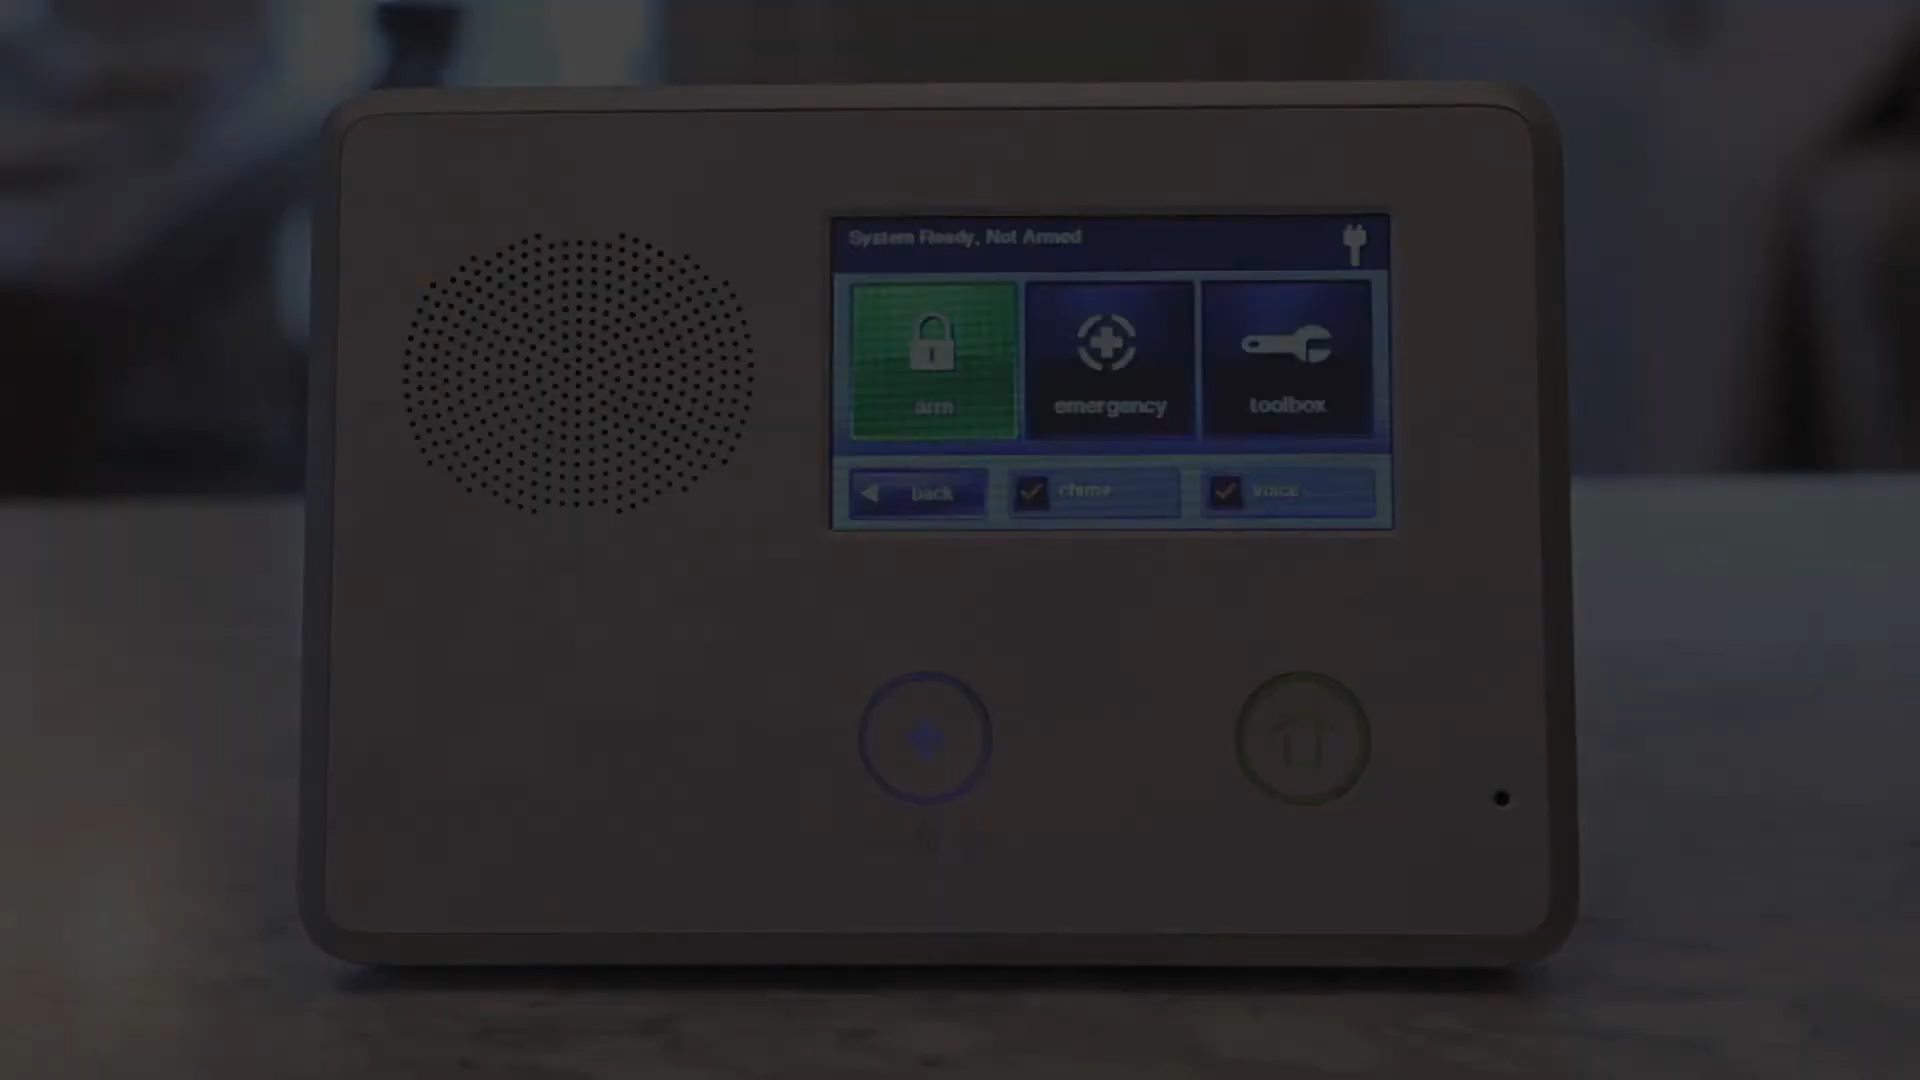 System Ready, Not Armed
arm
emergency
toolbox
back
chime
voice